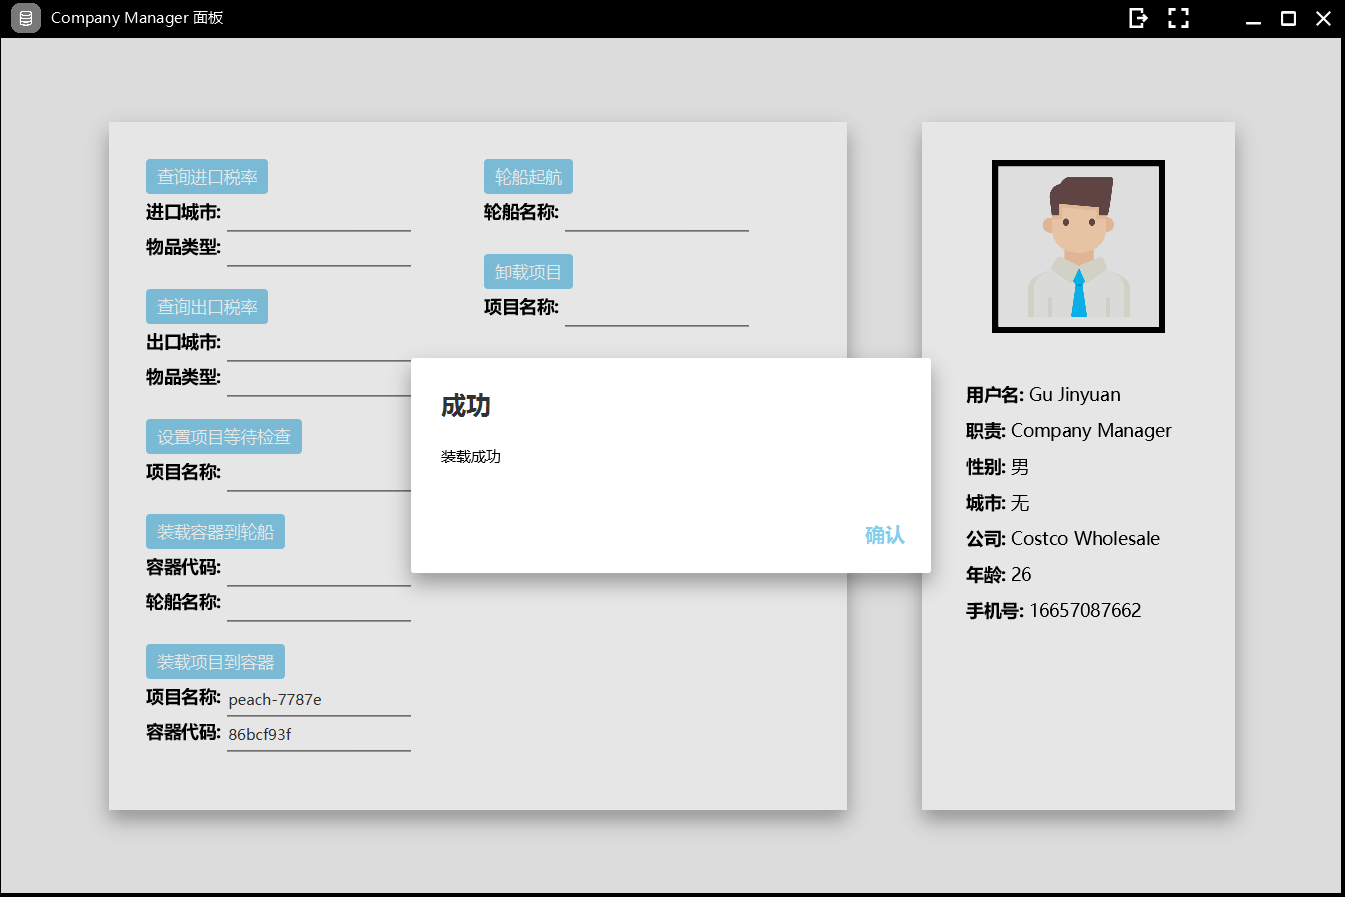 Company Manager 面板
查询进口税率
进口城市:
物品类型:
查询出口税率
出口城市:
物品类型:
设置项目等待检查
项目名称:
装载容器到轮船
容器代码:
轮船名称:
装载项目到容器
项目名称: peach-7787e
容器代码: 86bcf93f
轮船起航
轮船名称:
卸载项目
项目名称:
成功
装载成功
确认
用户名: Gu Jinyuan
职责: Company Manager
性别: 男
城市: 无
公司: Costco Wholesale
年龄: 26
手机号: 16657087662